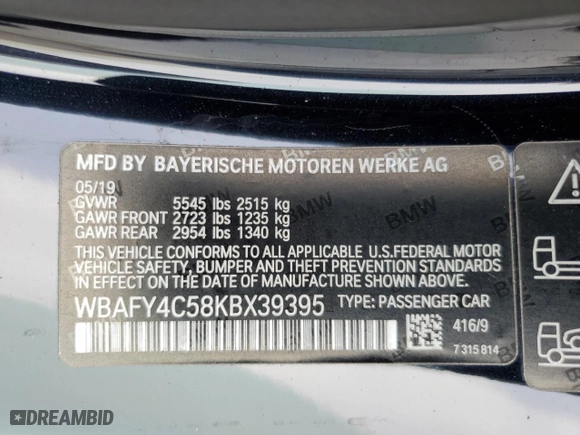 MFD BY BAYERISCHE MOTOREN WERKE AG
05/19
GVWR 5545 lbs 2515 kg
GAWR FRONT 2723 lbs 1235 kg
GAWR REAR 2954 lbs 1340 kg
THIS VEHICLE CONFORMS TO ALL APPLICABLE U.S.FEDERAL MOTOR
VEHICLE SAFETY, BUMPER AND THEFT PREVENTION STANDARDS IN
EFFECT ON THE DATE OF MANUFACTURE SHOWN ABOVE.
WBAFY4C58KBX39395 TYPE: PASSENGER CAR
416/9
7 315 814
BMW
DREAMBID